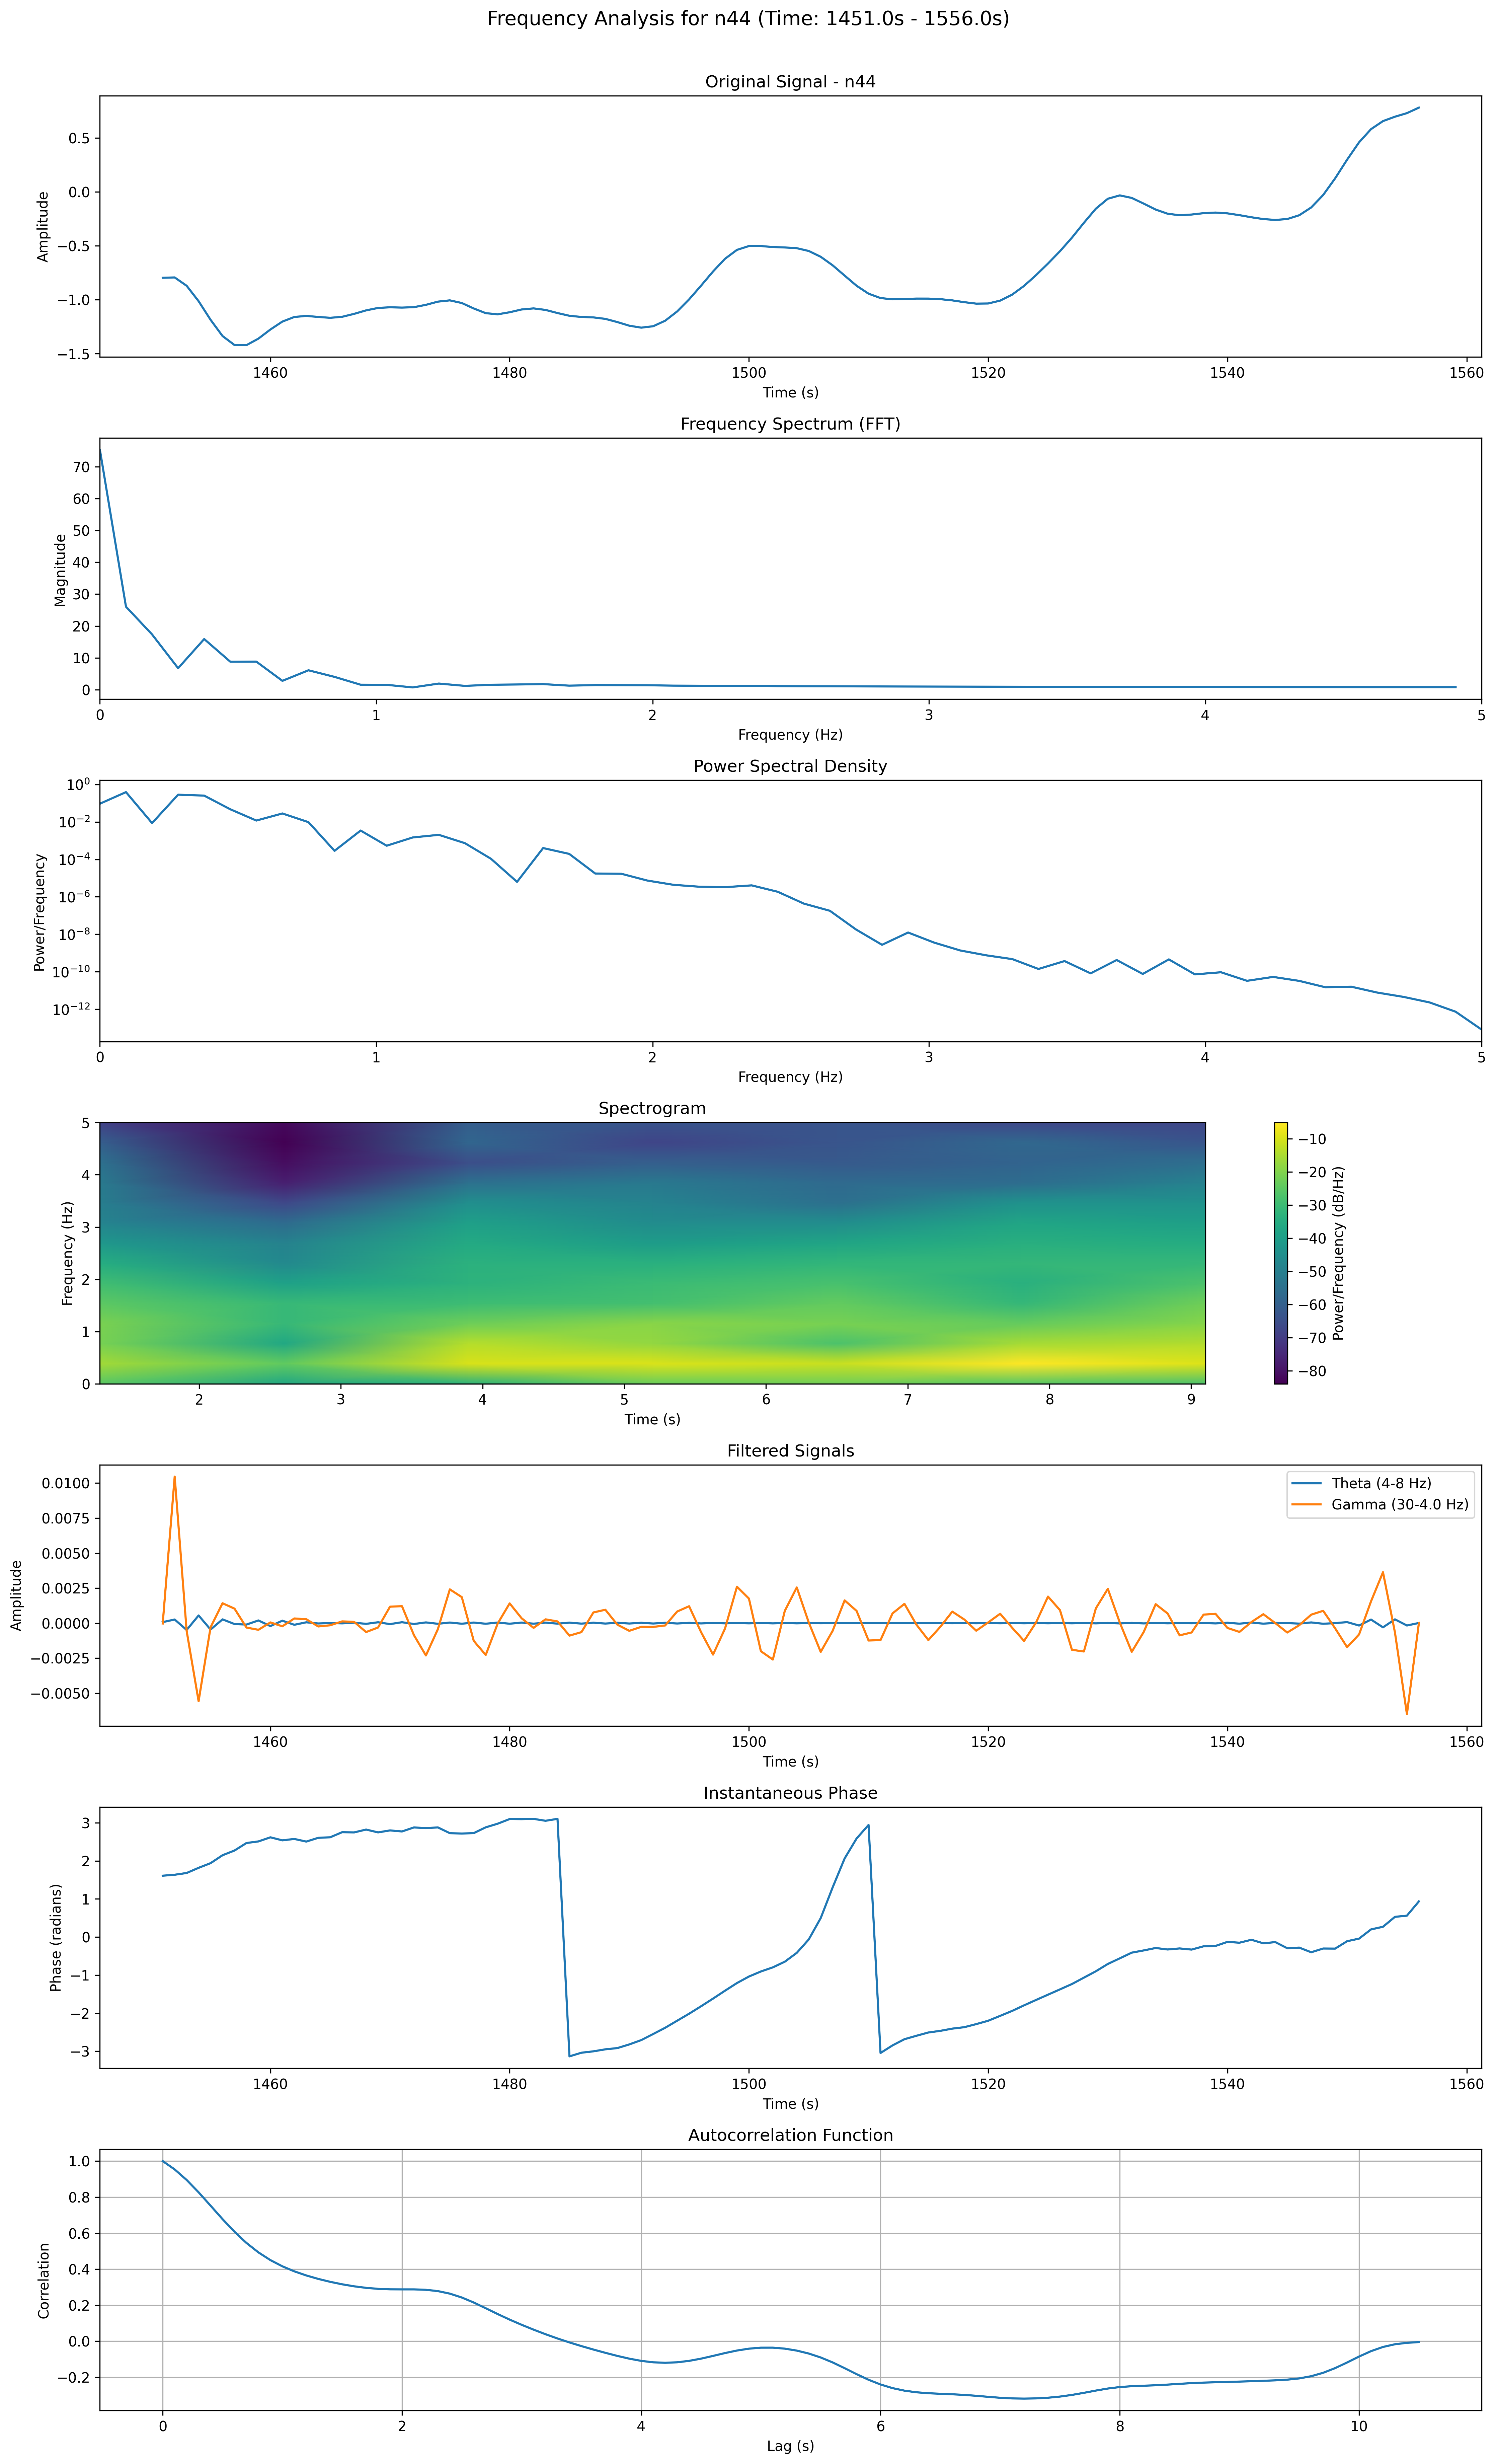 Frequency Analysis for n44 (Time: 1451.0s - 1556.0s)
Original Signal - n44
Amplitude
0.5
0.0
−0.5
−1.0
−1.5
1460 1480 1500 1520 1540 1560
Time (s)
Frequency Spectrum (FFT)
Magnitude
70
60
50
40
30
20
10
0
0 1 2 3 4 5
Frequency (Hz)
Power Spectral Density
Power/Frequency
10⁰
10⁻²
10⁻⁴
10⁻⁶
10⁻⁸
10⁻¹⁰
10⁻¹²
0 1 2 3 4 5
Frequency (Hz)
Spectrogram
Frequency (Hz)
5
4
3
2
1
0
2 3 4 5 6 7 8 9
Time (s)
−10
−20
−30
−40
−50
−60
−70
−80
Power/Frequency (dB/Hz)
Filtered Signals
Amplitude
0.0100
0.0075
0.0050
0.0025
0.0000
−0.0025
−0.0050
Theta (4-8 Hz)
Gamma (30-4.0 Hz)
1460 1480 1500 1520 1540 1560
Time (s)
Instantaneous Phase
Phase (radians)
3
2
1
0
−1
−2
−3
1460 1480 1500 1520 1540 1560
Time (s)
Autocorrelation Function
Correlation
1.0
0.8
0.6
0.4
0.2
0.0
−0.2
0 2 4 6 8 10
Lag (s)